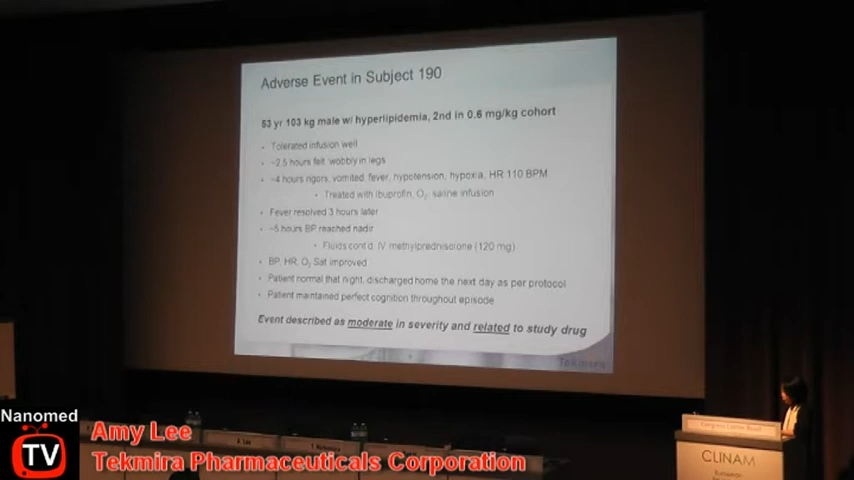 Adverse Event in Subject 190
53 yr 103 kg male w/ hyperlipidemia, 2nd in 0.6 mg/kg cohort
• Tolerated infusion well
• ~2.5 hours felt wobbly in legs
• ~4 hours rigors, vomited, fever, hypotension, hypoxia, HR 110 BPM
• Treated with Ibuprofin, O2, saline infusion
• Fever resolved 3 hours later
• ~5 hours BP reached nadir
• Fluids cont'd. IV methylprednisolone (120 mg)
• BP, HR, O2 Sat improved
• Patient normal that night, discharged home the next day as per protocol
• Patient maintained perfect cognition throughout episode
Event described as moderate in severity and related to study drug
Tekmira
Nanomed
TV
Amy Lee
Tekmira Pharmaceuticals Corporation
A. Lee
CLINAM